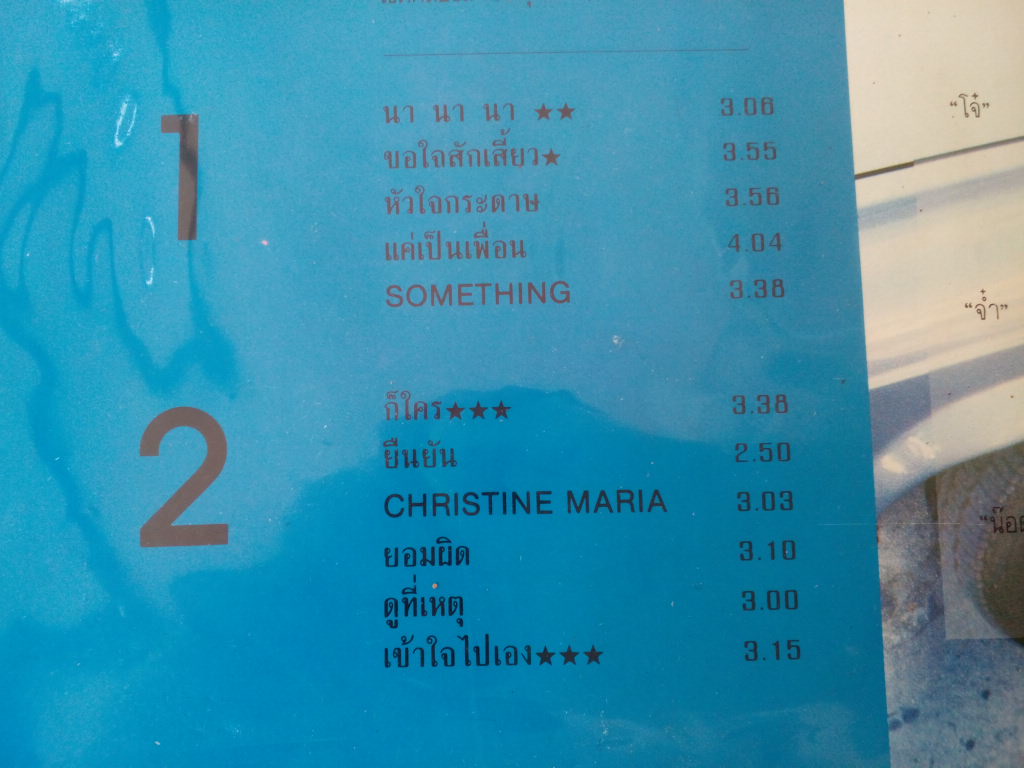 1
นา นา นา ★★ 3.06
ขอใจสักเสี้ยว★ 3.55
หัวใจกระดาษ 3.56
แค่เป็นเพื่อน 4.04
SOMETHING 3.38
2
ก็ใคร★★★ 3.38
ยืนยัน 2.50
CHRISTINE MARIA 3.03
ยอมผิด 3.10
ดูที่เหตุ 3.00
เข้าใจไปเอง★★★ 3.15
“โจ๋”
“จ๋ำ”